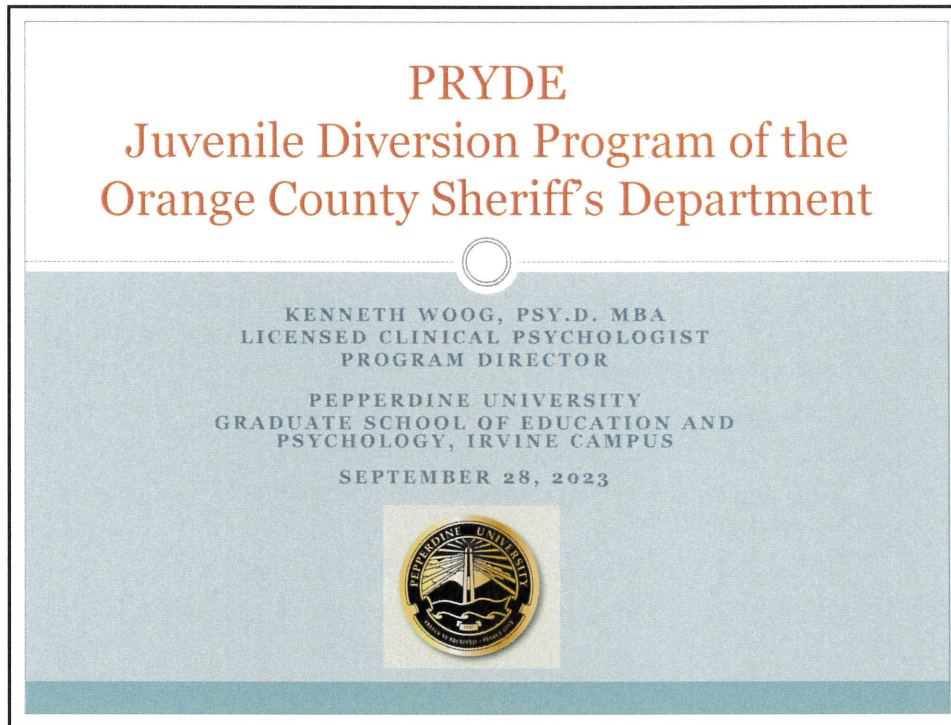 PRYDE
Juvenile Diversion Program of the
Orange County Sheriff's Department
KENNETH WOOG, PSY.D. MBA
LICENSED CLINICAL PSYCHOLOGIST
PROGRAM DIRECTOR
PEPPERDINE UNIVERSITY
GRADUATE SCHOOL OF EDUCATION AND
PSYCHOLOGY, IRVINE CAMPUS
SEPTEMBER 28, 2023
PEPPERDINE UNIVERSITY